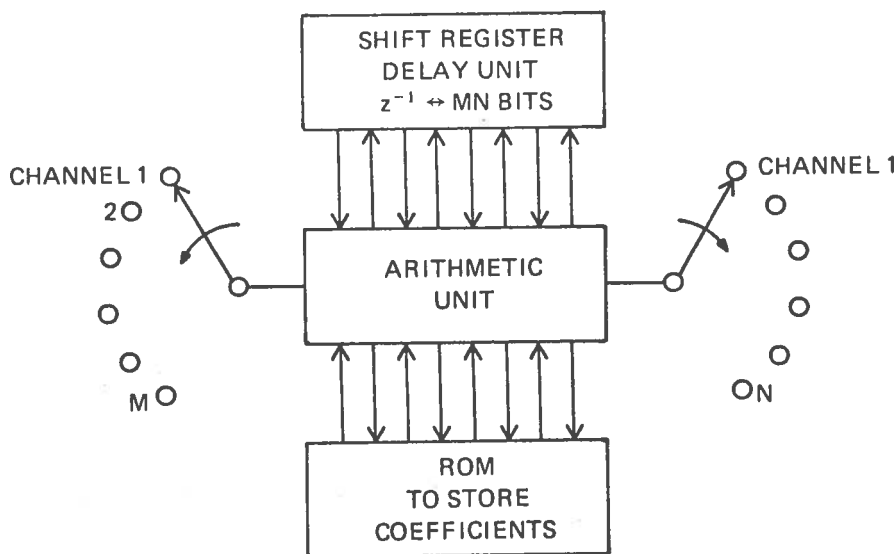 SHIFT REGISTER
DELAY UNIT
z⁻¹ ↔ MN BITS
CHANNEL 1
2
M
CHANNEL 1
N
ARITHMETIC
UNIT
ROM
TO STORE
COEFFICIENTS